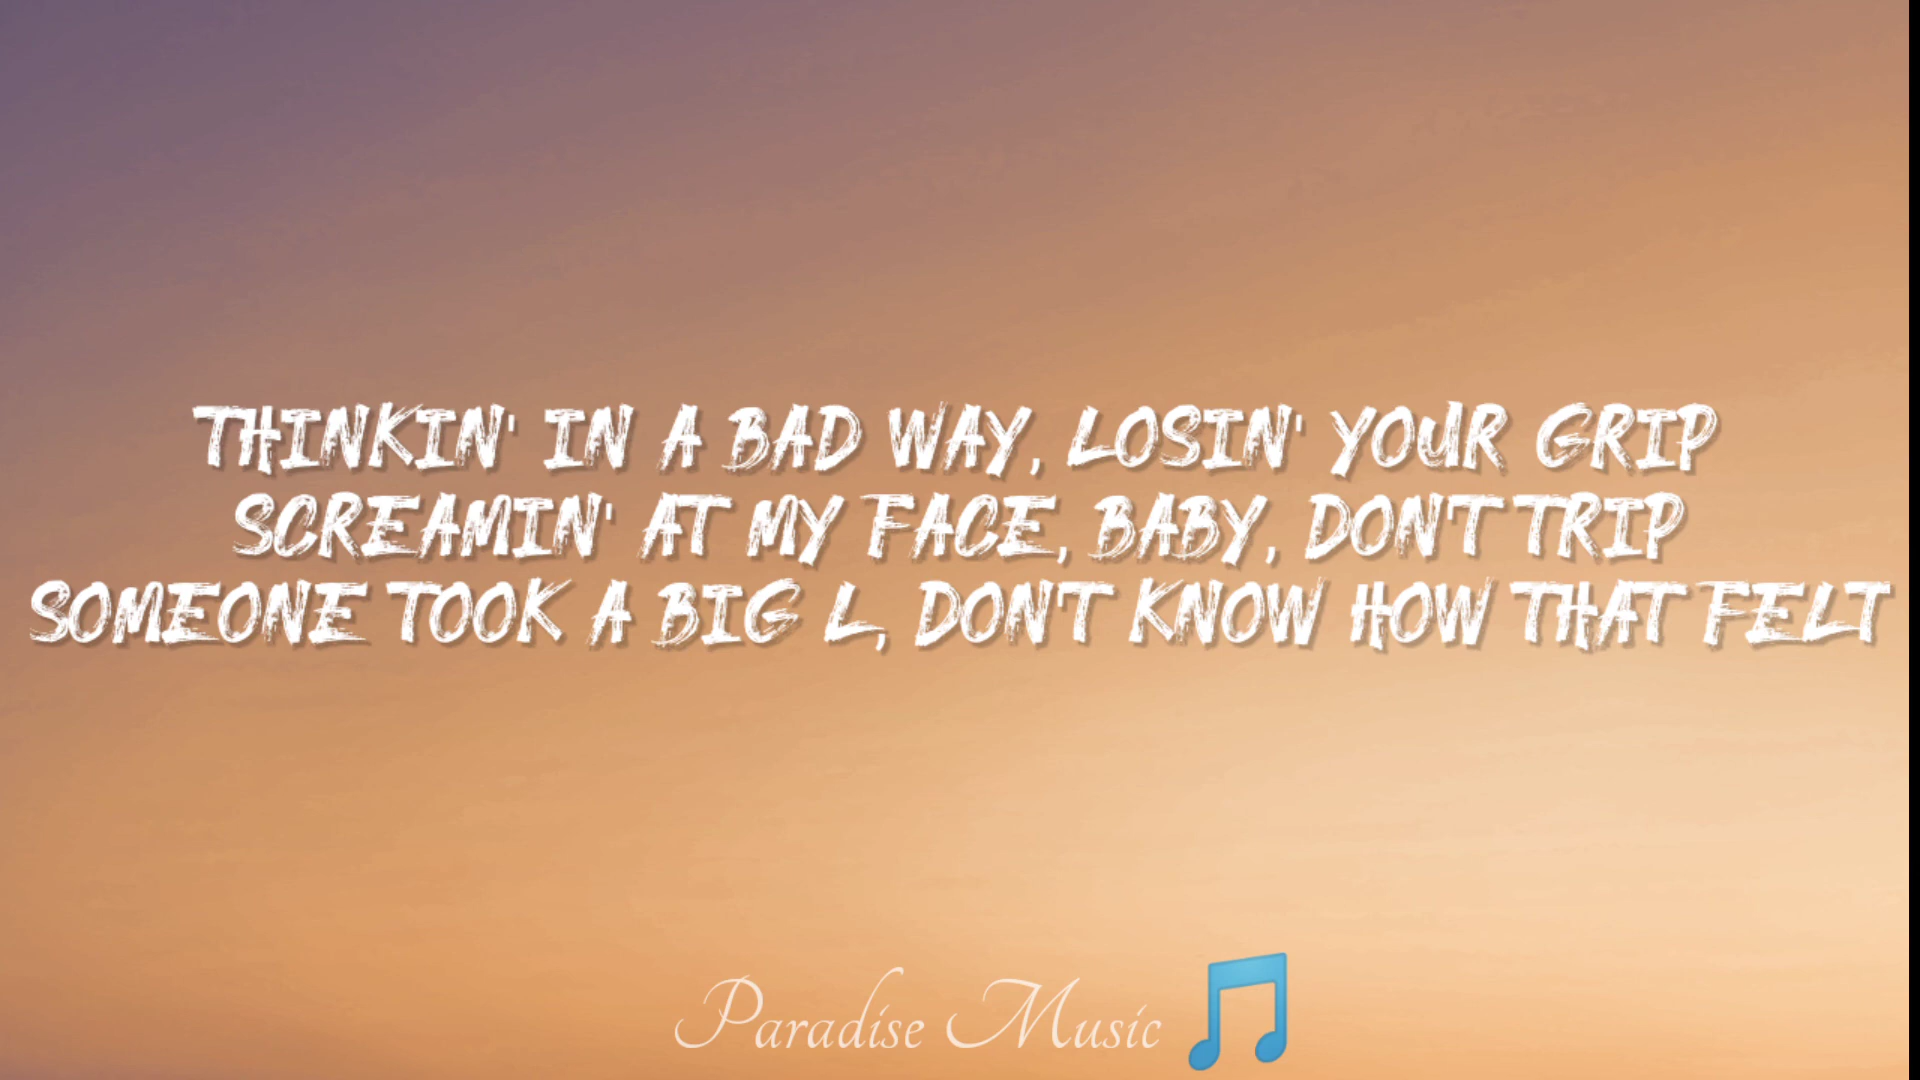 THINKIN' IN A BAD WAY, LOSIN' YOUR GRIP
SCREAMIN' AT MY FACE, BABY, DON'T TRIP
SOMEONE TOOK A BIG L, DON'T KNOW HOW THAT FELT
Paradise Music